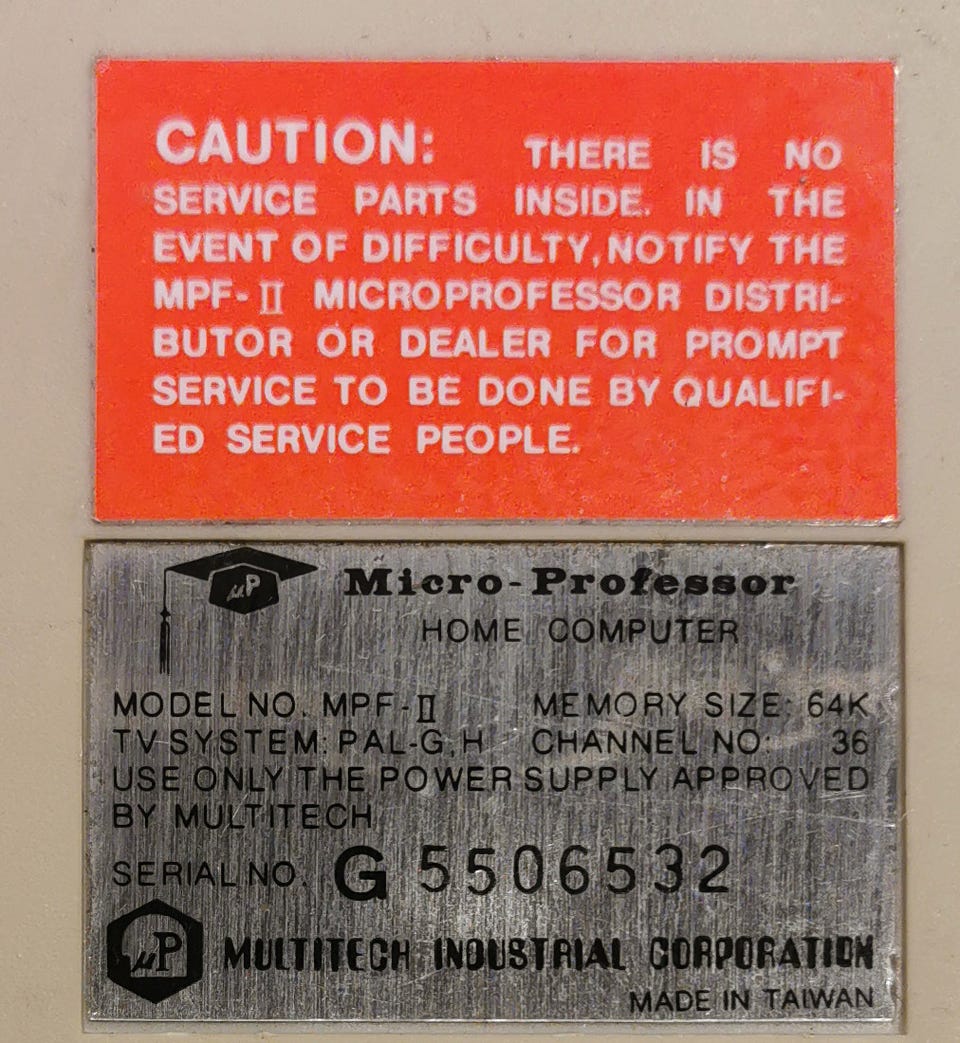 CAUTION: THERE IS NO
SERVICE PARTS INSIDE. IN THE
EVENT OF DIFFICULTY, NOTIFY THE
MPF-II MICROPROFESSOR DISTRI-
BUTOR OR DEALER FOR PROMPT
SERVICE TO BE DONE BY QUALIFI-
ED SERVICE PEOPLE.
µP Micro-Professor
HOME COMPUTER
MODEL NO. MPF-II MEMORY SIZE: 64K
TV SYSTEM: PAL-G,H CHANNEL NO: 36
USE ONLY THE POWER SUPPLY APPROVED
BY MULTITECH
SERIAL NO. G 5506532
µP MULTITECH INDUSTRIAL CORPORATION
MADE IN TAIWAN